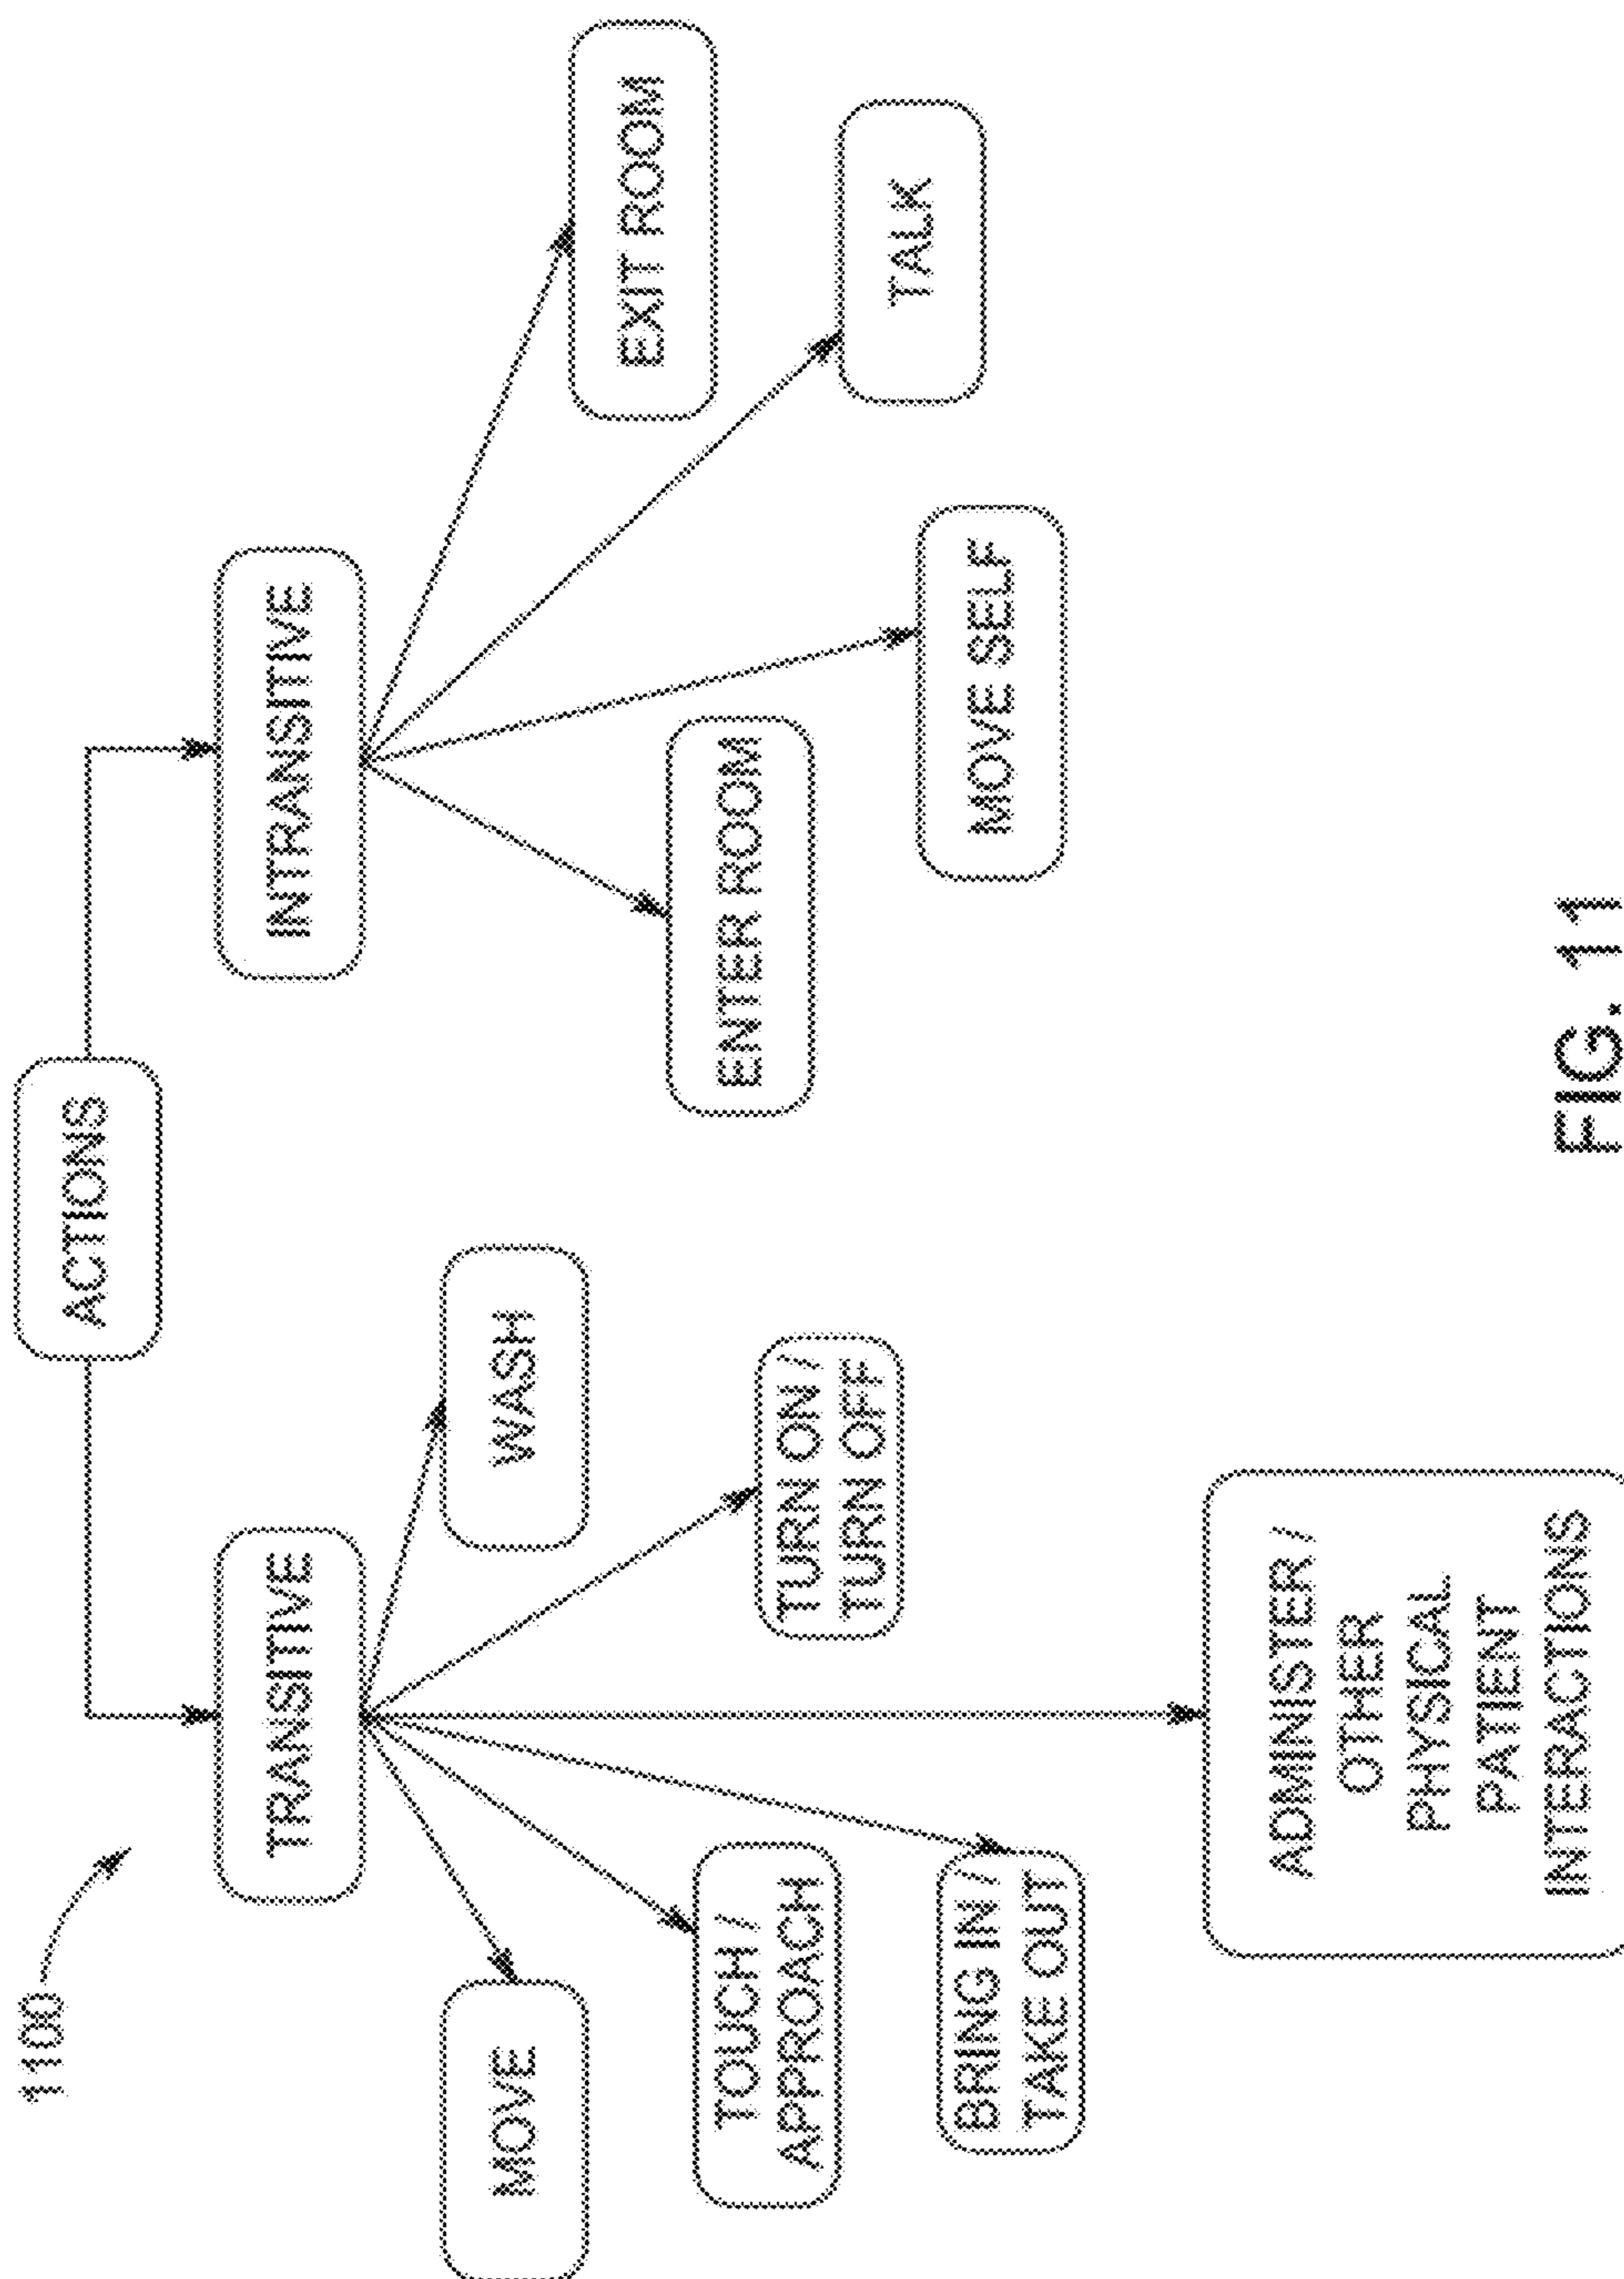 1100
ACTIONS
TRANSITIVE
INTRANSITIVE
MOVE
WASH
TOUCH /
APPROACH
TURN ON /
TURN OFF
BRING IN /
TAKE OUT
ADMINISTER /
OTHER
PHYSICAL
PATIENT
INTERACTIONS
EXIT ROOM
ENTER ROOM
TALK
MOVE SELF
FIG. 11